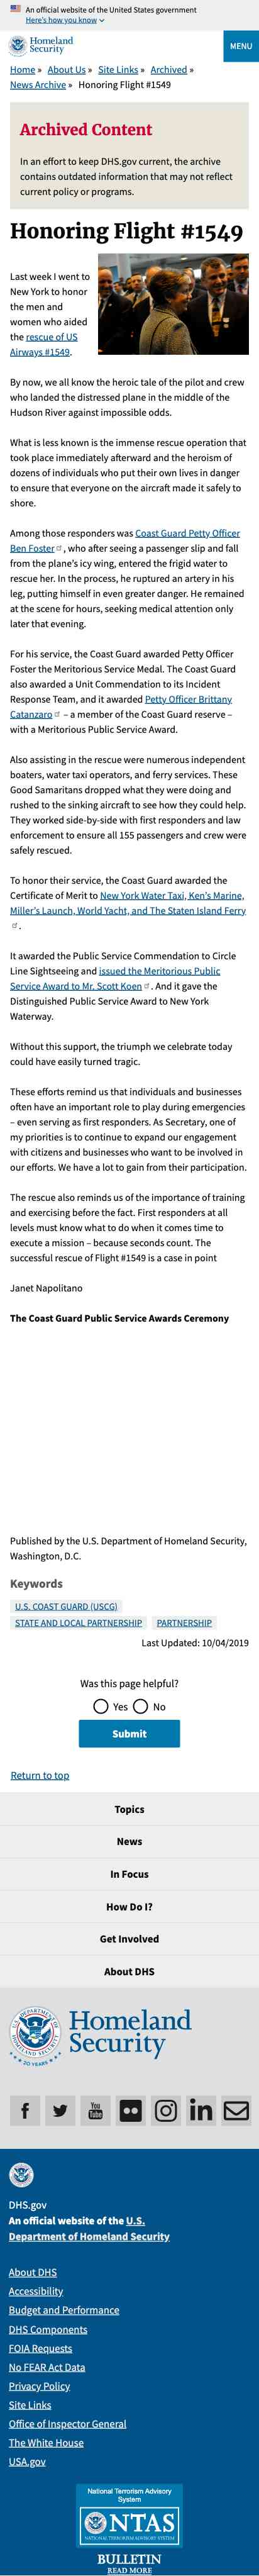 An official website of the United States government
Here's how you know
Homeland
Security
MENU
Home » About Us » Site Links » Archived »
News Archive » Honoring Flight #1549
Archived Content
In an effort to keep DHS.gov current, the archive
contains outdated information that may not reflect
current policy or programs.
Honoring Flight #1549
Last week I went to
New York to honor
the men and
women who aided
the rescue of US
Airways #1549.
By now, we all know the heroic tale of the pilot and crew
who landed the distressed plane in the middle of the
Hudson River against impossible odds.
What is less known is the immense rescue operation that
took place immediately afterward and the heroism of
dozens of individuals who put their own lives in danger
to ensure that everyone on the aircraft made it safely to
shore.
Among those responders was Coast Guard Petty Officer
Ben Foster, who after seeing a passenger slip and fall
from the plane's icy wing, entered the frigid water to
rescue her. In the process, he ruptured an artery in his
leg, putting himself in even greater danger. He remained
at the scene for hours, seeking medical attention only
later that evening.
For his service, the Coast Guard awarded Petty Officer
Foster the Meritorious Service Medal. The Coast Guard
also awarded a Unit Commendation to its Incident
Response Team, and it awarded Petty Officer Brittany
Catanzaro – a member of the Coast Guard reserve –
with a Meritorious Public Service Award.
Also assisting in the rescue were numerous independent
boaters, water taxi operators, and ferry services. These
Good Samaritans dropped what they were doing and
rushed to the sinking aircraft to see how they could help.
They worked side-by-side with first responders and law
enforcement to ensure all 155 passengers and crew were
safely rescued.
To honor their service, the Coast Guard awarded the
Certificate of Merit to New York Water Taxi, Ken's Marine,
Miller's Launch, World Yacht, and The Staten Island Ferry
.
It awarded the Public Service Commendation to Circle
Line Sightseeing and issued the Meritorious Public
Service Award to Mr. Scott Koen. And it gave the
Distinguished Public Service Award to New York
Waterway.
Without this support, the triumph we celebrate today
could have easily turned tragic.
These efforts remind us that individuals and businesses
often have an important role to play during emergencies
– even serving as first responders. As Secretary, one of
my priorities is to continue to expand our engagement
with citizens and businesses who want to be involved in
our efforts. We have a lot to gain from their participation.
The rescue also reminds us of the importance of training
and exercising before the fact. First responders at all
levels must know what to do when it comes time to
execute a mission – because seconds count. The
successful rescue of Flight #1549 is a case in point
Janet Napolitano
The Coast Guard Public Service Awards Ceremony
Published by the U.S. Department of Homeland Security,
Washington, D.C.
Keywords
U.S. COAST GUARD (USCG)
STATE AND LOCAL PARTNERSHIP PARTNERSHIP
Last Updated: 10/04/2019
Was this page helpful?
Yes No
Submit
Return to top
Topics
News
In Focus
How Do I?
Get Involved
About DHS
Homeland
Security
20 YEARS
You
Tube
DHS.gov
An official website of the U.S.
Department of Homeland Security
About DHS
Accessibility
Budget and Performance
DHS Components
FOIA Requests
No FEAR Act Data
Privacy Policy
Site Links
Office of Inspector General
The White House
USA.gov
National Terrorism Advisory
System
NTAS
NATIONAL TERRORISM ADVISORY SYSTEM
BULLETIN
READ MORE